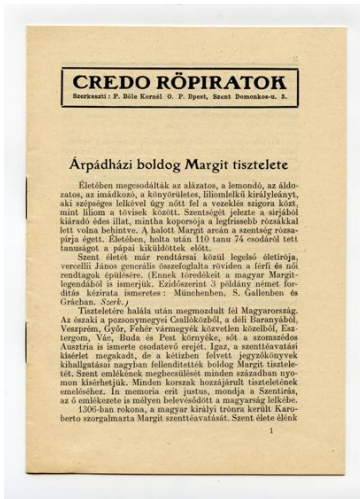 CREDO RÖPIRATOK
Szerkeszti: P. Böle Kornél O. P. Bpest, Szent Domonkos-u. 3.
Árpádházi boldog Margit tisztelete
Életében megcsodálták az alázatos, a lemondó, az áldo-
zatos, az imádkozó, a könyörületes, liliomlelkű királyleányt,
aki szépséges lelkével úgy nőtt fel a vezeklés szigora közt,
mint liliom a tövisek között. Szentségét jelezte a sirjából
kiáradó édes illat, mintha koporsója a legfrissebb rózsákkal
lett volna behintve. A halott Margit arcán a szentség rózsa-
pírja égett. Életében, holta után 110 tanu 74 csodáról tett
tanuságot a pápai kiküldöttek előtt.
Szent életét már rendtársai közül legelső életirója,
vercellii János generális összefoglalta röviden a férfi és női
rendtagok épülésére. (Ennek töredékeit a magyar Margit-
legendából is ismerjük. Ezidőszerint 3 példány német for-
dítás kézirata ismeretes: Münchenben, S. Gallenben és
Grácban. Szerk.)
Tiszteletére halála után megmozdult fél Magyarország.
Az északi a pozsonymegyei Csallóközből, a déli Baranyából,
Veszprém, Győr, Fehér vármegyék közvetlen közelből, Esz-
tergom, Vác, Buda és Pest környéke, sőt a szomszédos
Ausztria is ismerte csodatevő erejét. Igaz, a szenttéavatási
kísérlet megakadt, de a kétízben felvett jegyzőkönyvek
kihallgatásai nagyban fellendítették boldog Margit tisztele-
tét. Szent emlékének megbecsülését minden században nyo-
mon kísérhetjük. Minden korszak hozzájárult tiszteletének
emeléséhez. In memoria erit justus, mondja a Szentírás,
az ő emlékezete is mélyen belevésődött a magyarság lelkébe.
1306-ban rokona, a magyar királyi trónra került Karo-
berto szorgalmazta Margit szenttéavatását. Szent élete élénk
1